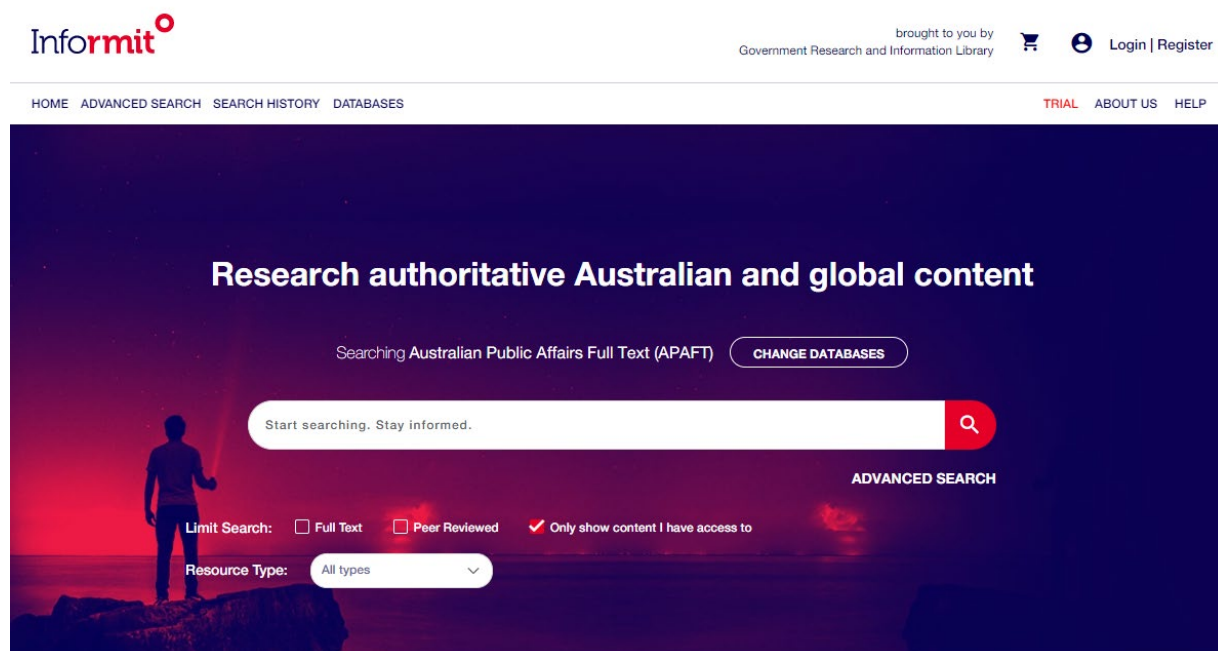 Informit
brought to you by
Government Research and Information Library
Login | Register
HOME ADVANCED SEARCH SEARCH HISTORY DATABASES
TRIAL ABOUT US HELP
Research authoritative Australian and global content
Searching Australian Public Affairs Full Text (APAFT) CHANGE DATABASES
Start searching. Stay informed.
ADVANCED SEARCH
Limit Search: Full Text Peer Reviewed Only show content I have access to
Resource Type: All types